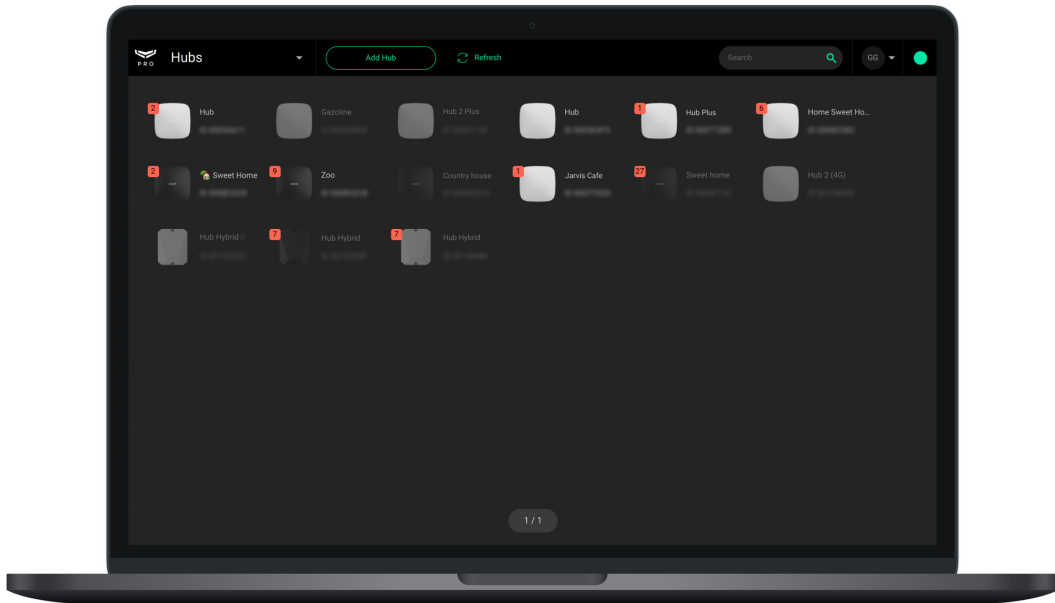 PRO
Hubs
Add Hub
Refresh
Search
GG
2
Hub
Gazoline
Hub 2 Plus
Hub
1
Hub Plus
6
Home Sweet Ho...
2
🏡 Sweet Home
9
Zoo
Country house
1
Jarvis Cafe
27
Sweet home
Hub 2 (4G)
Hub Hybrid
7
Hub Hybrid
7
Hub Hybrid
1 / 1